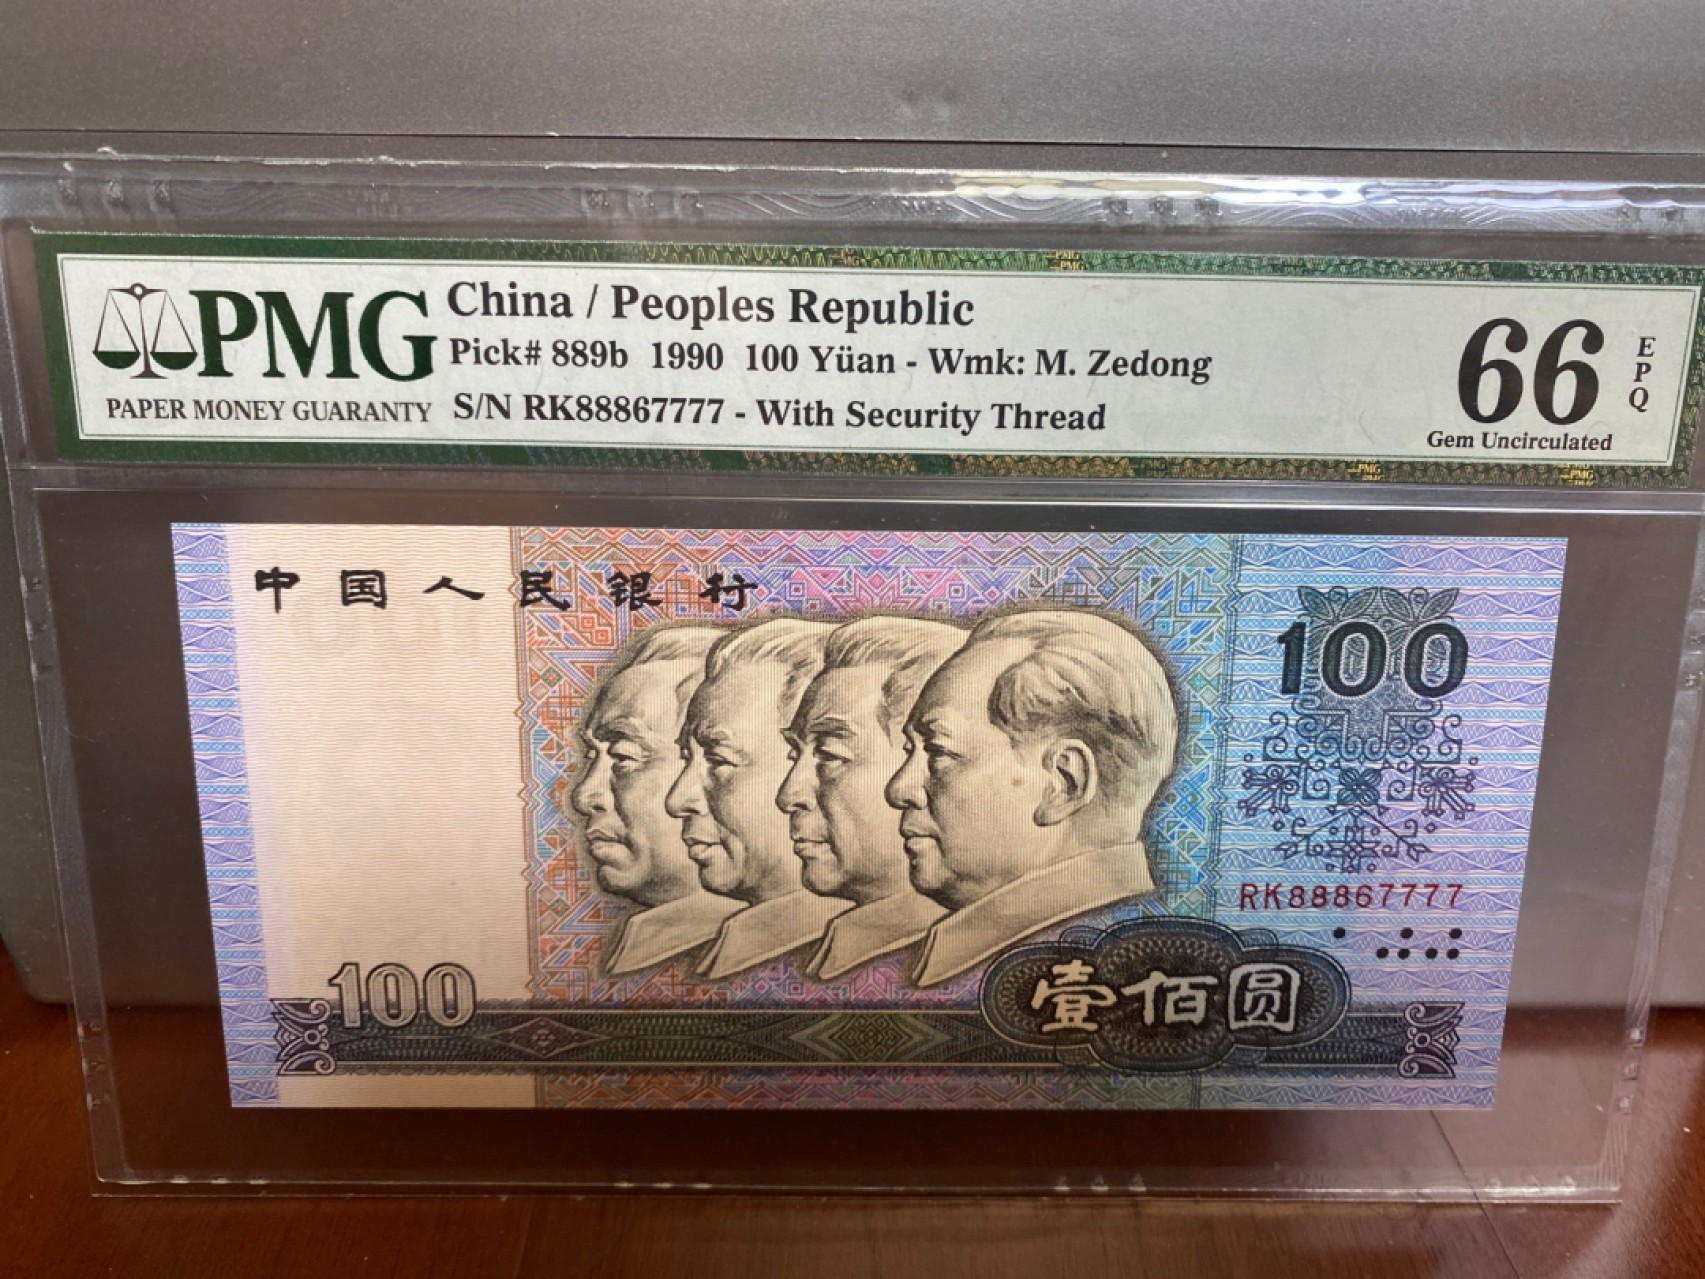 PMG
PAPER MONEY GUARANTY
China / Peoples Republic
Pick# 889b 1990 100 Yüan - Wmk: M. Zedong
S/N RK88867777 - With Security Thread
66
EPQ
Gem Uncirculated
中国人民银行
100
RK88867777
100
壹佰圆